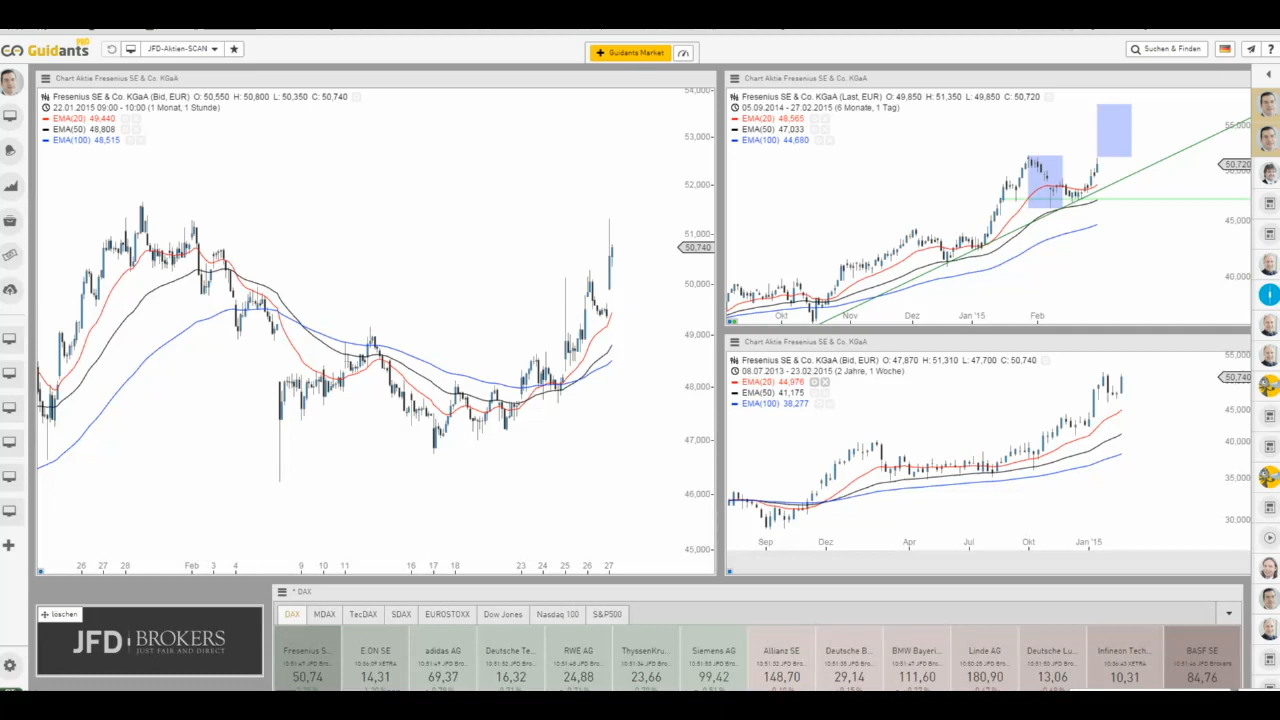 Guidants PRO
JFD-Aktien-SCAN
Guidants Market
Suchen & Finden
?
Chart Aktie Fresenius SE & Co. KGaA
Fresenius SE & Co. KGaA (Bid, EUR) O: 50,550 H: 50,800 L: 50,350 C: 50,740
22.01.2015 09:00 - 10:00 (1 Monat, 1 Stunde)
EMA(20) 49,440
EMA(50) 48,808
EMA(100) 48,515
54,000
53,000
52,000
51,000
50,740
50,000
49,000
48,000
47,000
46,000
45,000
26 27 28 Feb 3 4 9 10 11 16 17 18 23 24 25 26 27
Chart Aktie Fresenius SE & Co. KGaA
Fresenius SE & Co. KGaA (Last, EUR) O: 49,850 H: 51,350 L: 49,850 C: 50,720
05.09.2014 - 27.02.2015 (6 Monate, 1 Tag)
EMA(20) 48,565
EMA(50) 47,033
EMA(100) 44,680
55,000
50,720
45,000
40,000
Okt Nov Dez Jan '15 Feb
Chart Aktie Fresenius SE & Co. KGaA
Fresenius SE & Co. KGaA (Bid, EUR) O: 47,870 H: 51,310 L: 47,700 C: 50,740
08.07.2013 - 23.02.2015 (2 Jahre, 1 Woche)
EMA(20) 44,976
EMA(50) 41,175
EMA(100) 38,277
55,000
50,740
45,000
40,000
35,000
30,000
Sep Dez Apr Jul Okt Jan '15
löschen
JFD BROKERS
JUST FAIR AND DIRECT
* DAX
DAX MDAX TecDAX SDAX EUROSTOXX Dow Jones Nasdaq 100 S&P500
Fresenius S... E.ON SE adidas AG Deutsche Te... RWE AG ThyssenKru... Siemens AG Allianz SE Deutsche B... BMW Bayeri... Linde AG Deutsche Lu... Infineon Tech... BASF SE
50,74 14,31 69,37 16,32 24,88 23,66 99,42 148,70 29,14 111,60 180,90 13,06 10,31 84,76